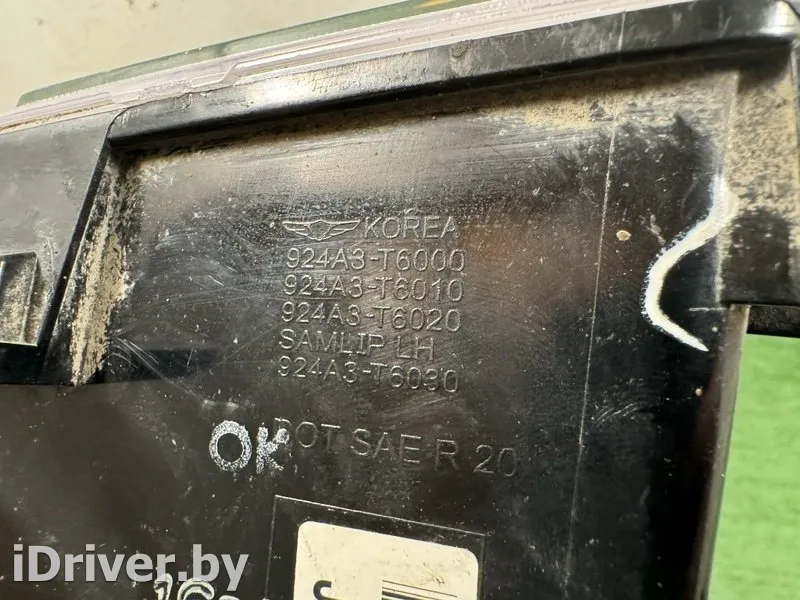 KOREA
924A3-T6000
924A3-T6010
924A3-T6020
SAMLIP LH
924A3-T6030
DOT SAE R 20
OK
iDriver.by